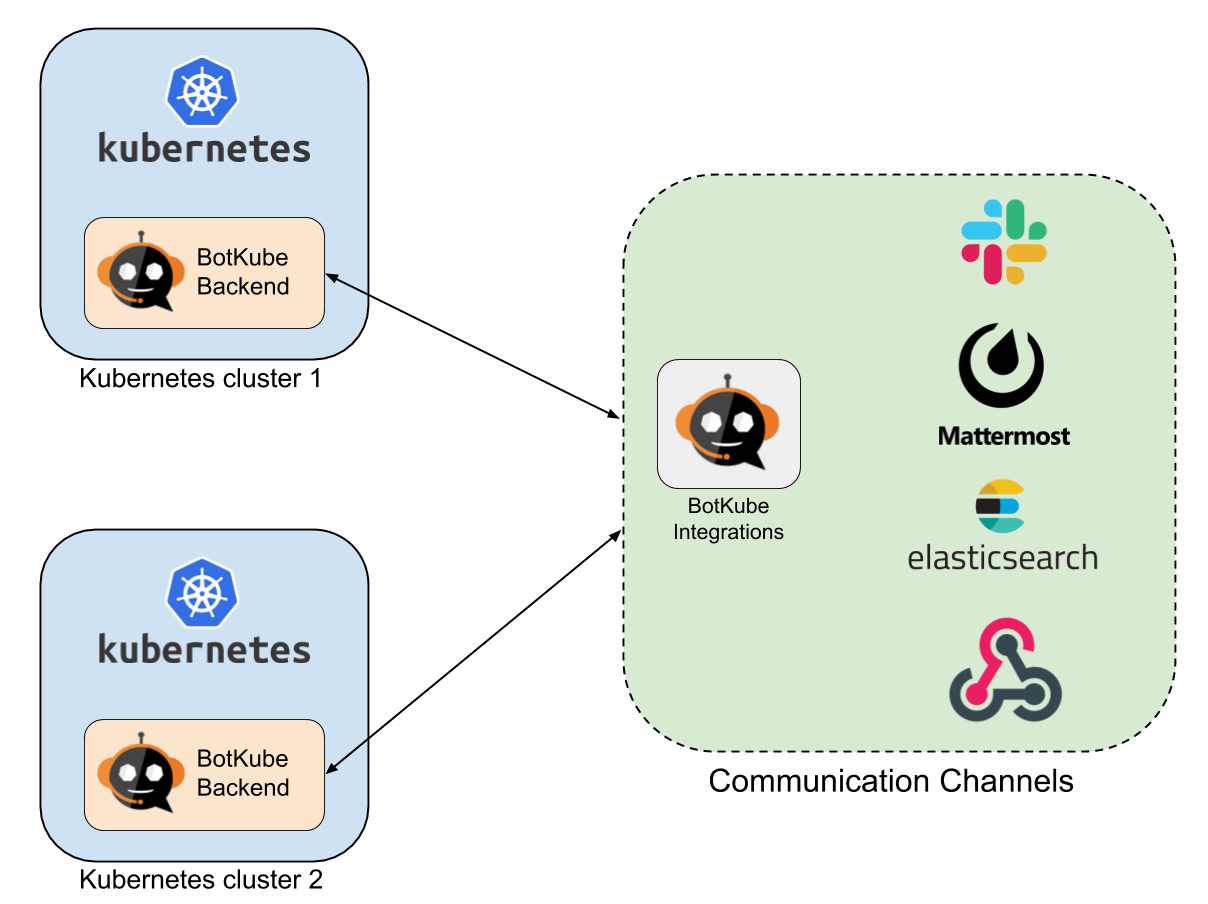 kubernetes
BotKube
Backend
Kubernetes cluster 1
kubernetes
BotKube
Backend
Kubernetes cluster 2
BotKube
Integrations
Mattermost
elasticsearch
Communication Channels